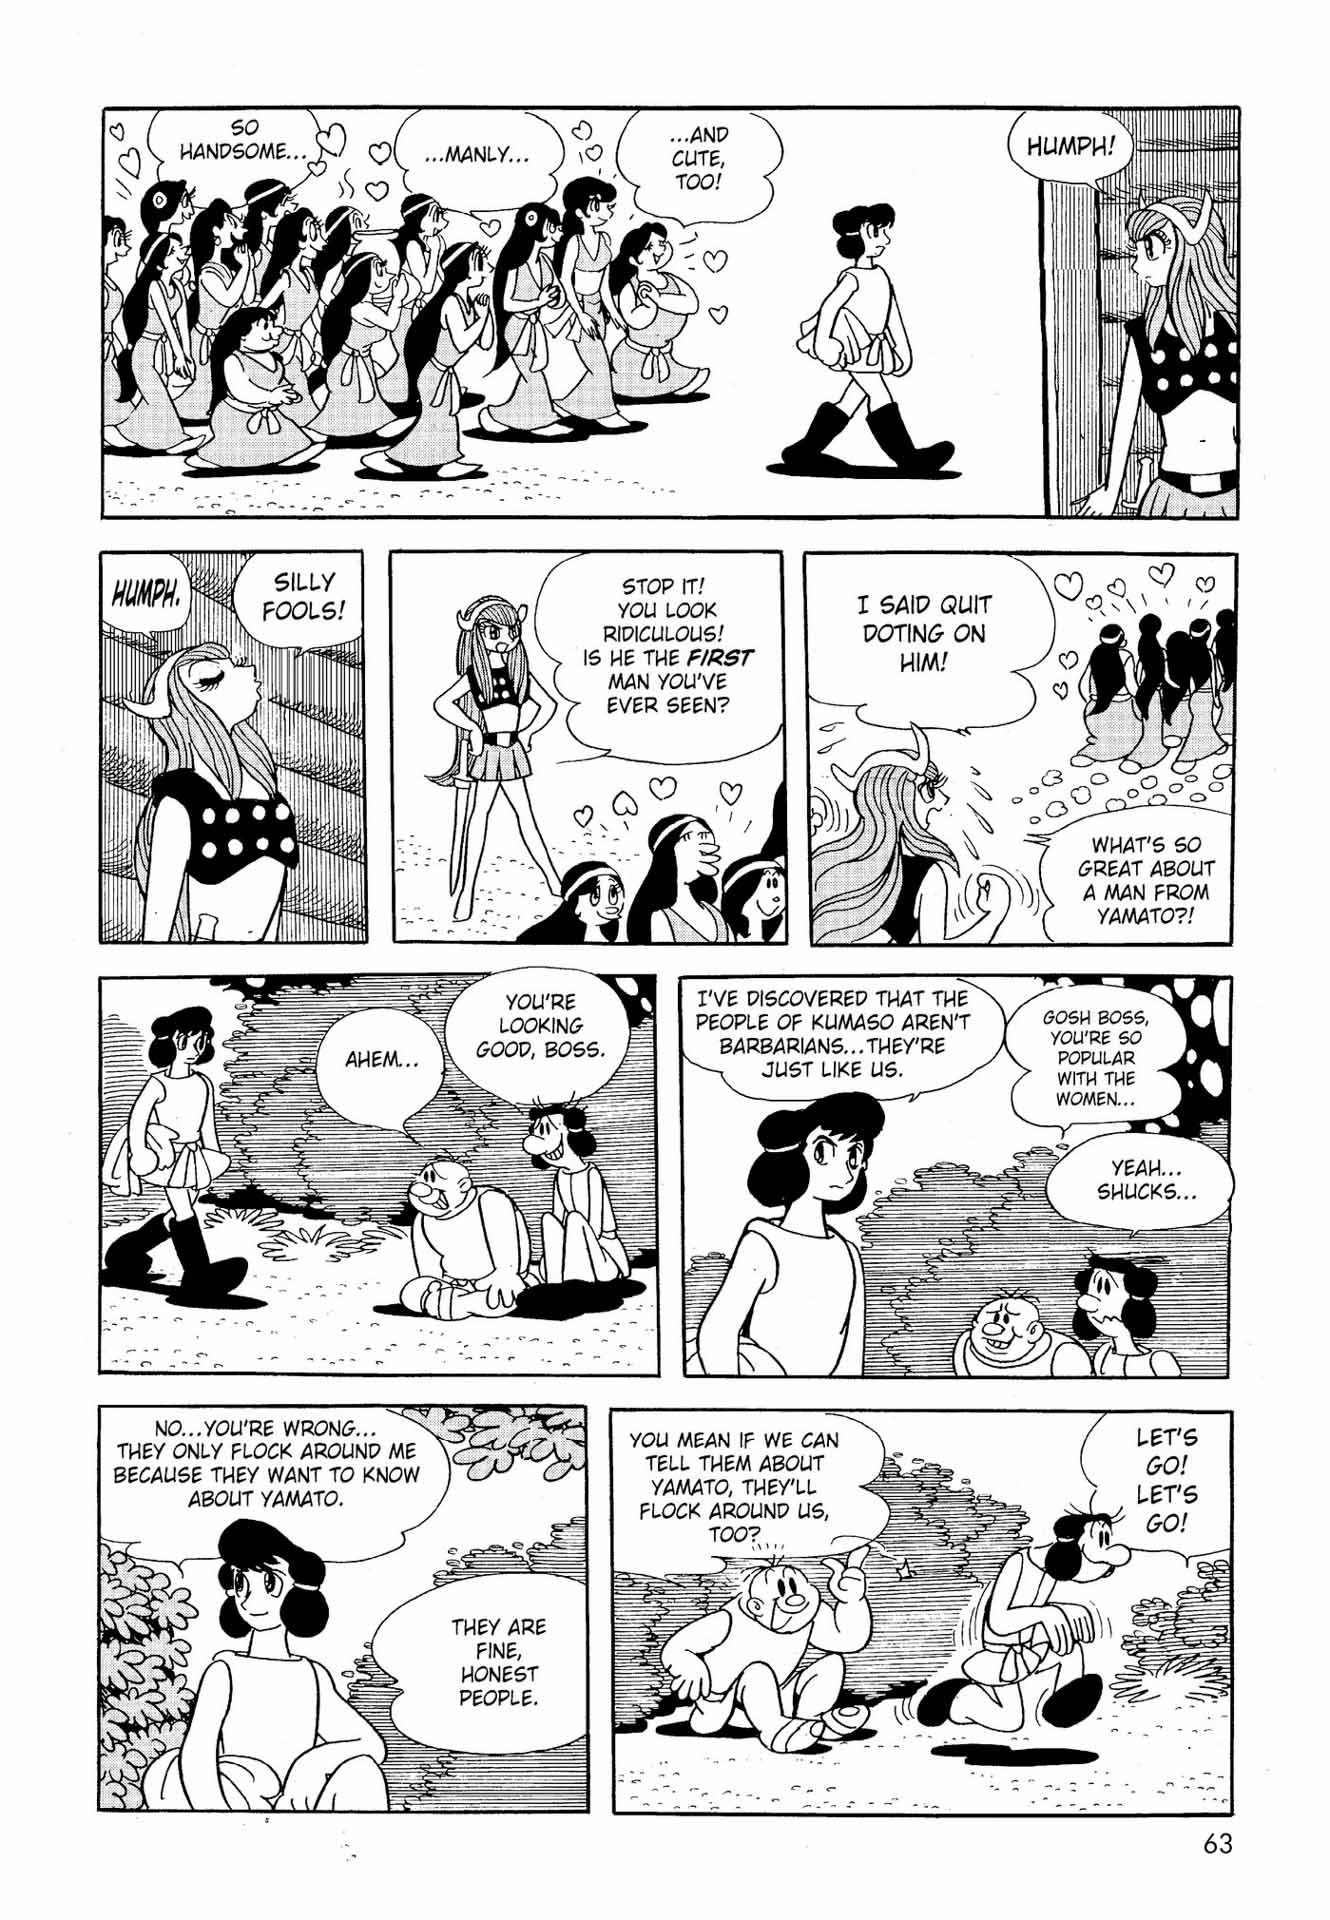 SO
HANDSOME...
...MANLY...
...AND
CUTE,
TOO!
HUMPH!
HUMPH.
SILLY
FOOLS!
STOP IT!
YOU LOOK
RIDICULOUS!
IS HE THE FIRST
MAN YOU'VE
EVER SEEN?
I SAID QUIT
DOTING ON
HIM!
WHAT'S SO
GREAT ABOUT
A MAN FROM
YAMATO?!
AHEM...
YOU'RE
LOOKING
GOOD, BOSS.
I'VE DISCOVERED THAT THE
PEOPLE OF KUMASO AREN'T
BARBARIANS...THEY'RE
JUST LIKE US.
GOSH BOSS,
YOU'RE SO
POPULAR
WITH THE
WOMEN...
YEAH...
SHUCKS...
NO...YOU'RE WRONG...
THEY ONLY FLOCK AROUND ME
BECAUSE THEY WANT TO KNOW
ABOUT YAMATO.
THEY ARE
FINE,
HONEST
PEOPLE.
YOU MEAN IF WE CAN
TELL THEM ABOUT
YAMATO, THEY'LL
FLOCK AROUND US,
TOO?
LET'S
GO!
LET'S
GO!
63